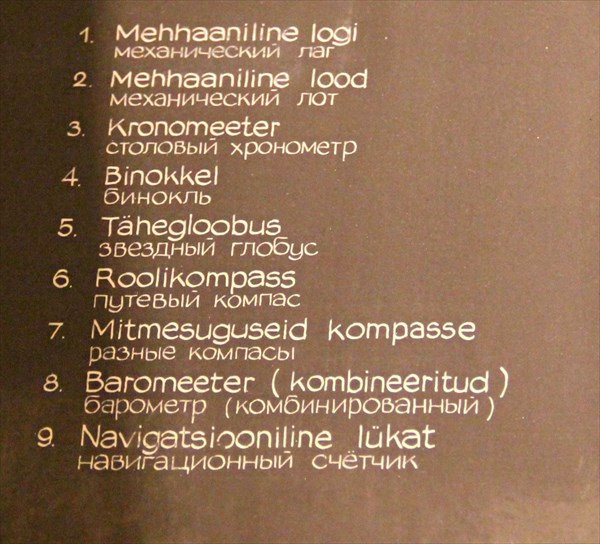 1. Mehhaaniline logi
механический лаг
2. Mehhaaniline lood
механический лот
3. Kronomeeter
столовый хронометр
4. Binokkel
бинокль
5. Tähegloobus
звездный глобус
6. Roolikompass
путевый компас
7. Mitmesuguseid kompasse
разные компасы
8. Baromeeter (kombineeritud)
барометр (комбинированный)
9. Navigatsiooniline lükat
навигационный счётчик